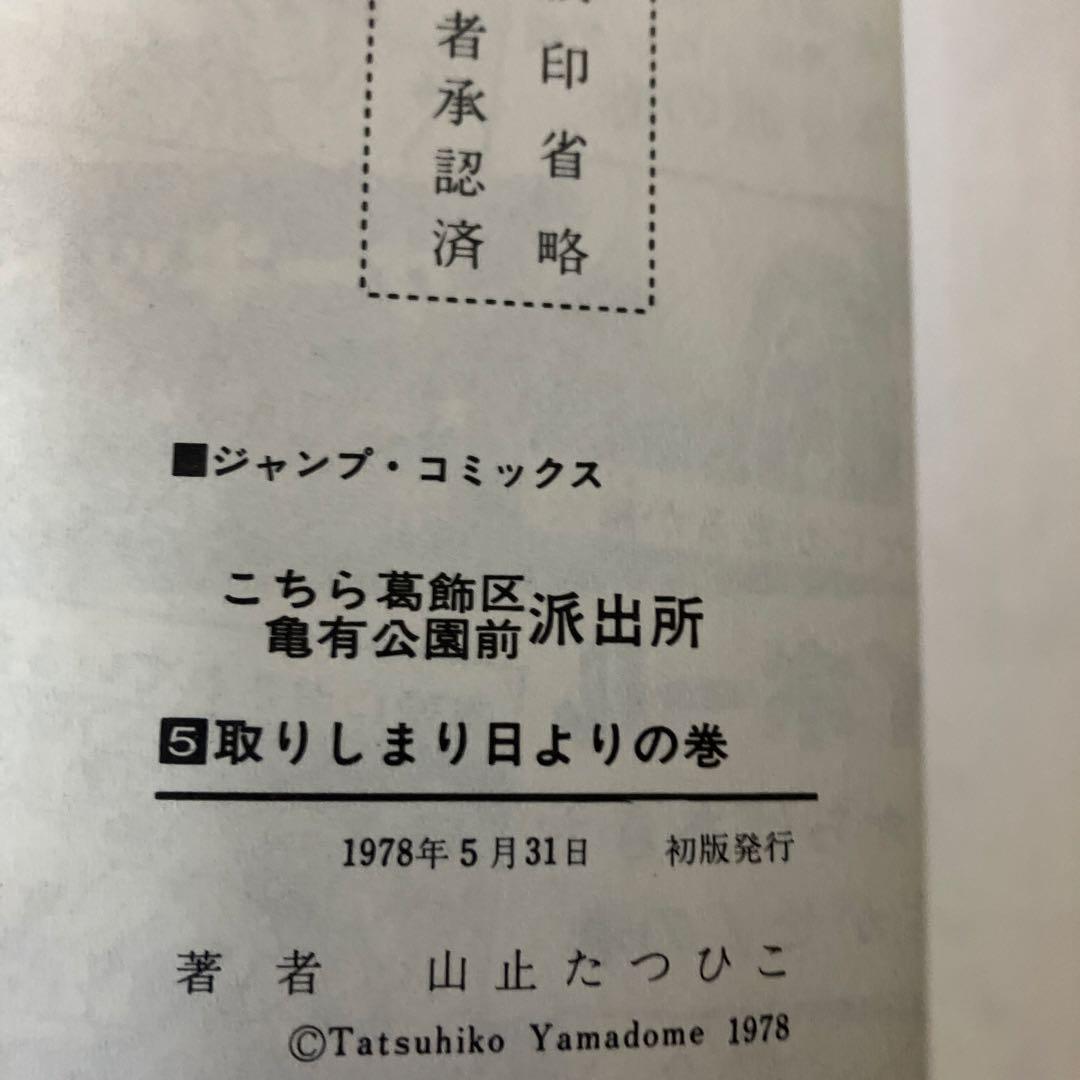 印省略
者承認済
■ジャンプ・コミックス
こちら葛飾区
亀有公園前派出所
5取りしまり日よりの巻
1978年5月31日 初版発行
著者 山止たつひこ
©Tatsuhiko Yamadome 1978